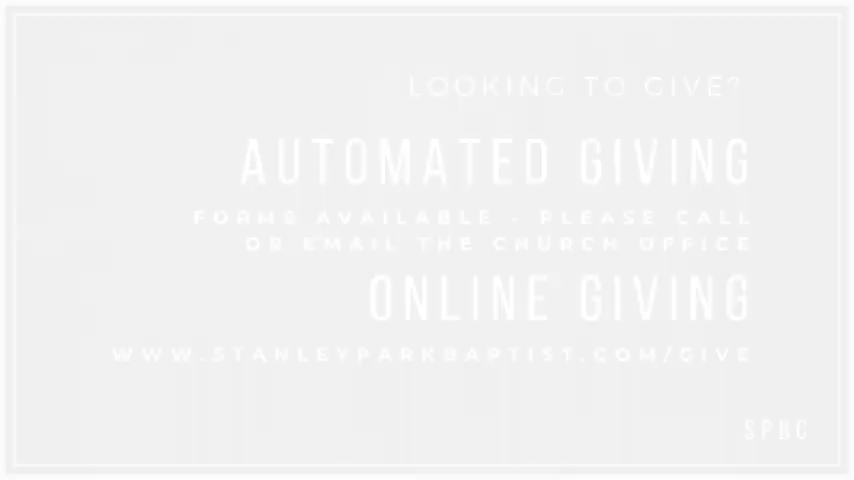 LOOKING TO GIVE?
AUTOMATED GIVING
FORMS AVAILABLE - PLEASE CALL
OR EMAIL THE CHURCH OFFICE
ONLINE GIVING
WWW.STANLEYPARKBAPTIST.COM/GIVE
SPBC